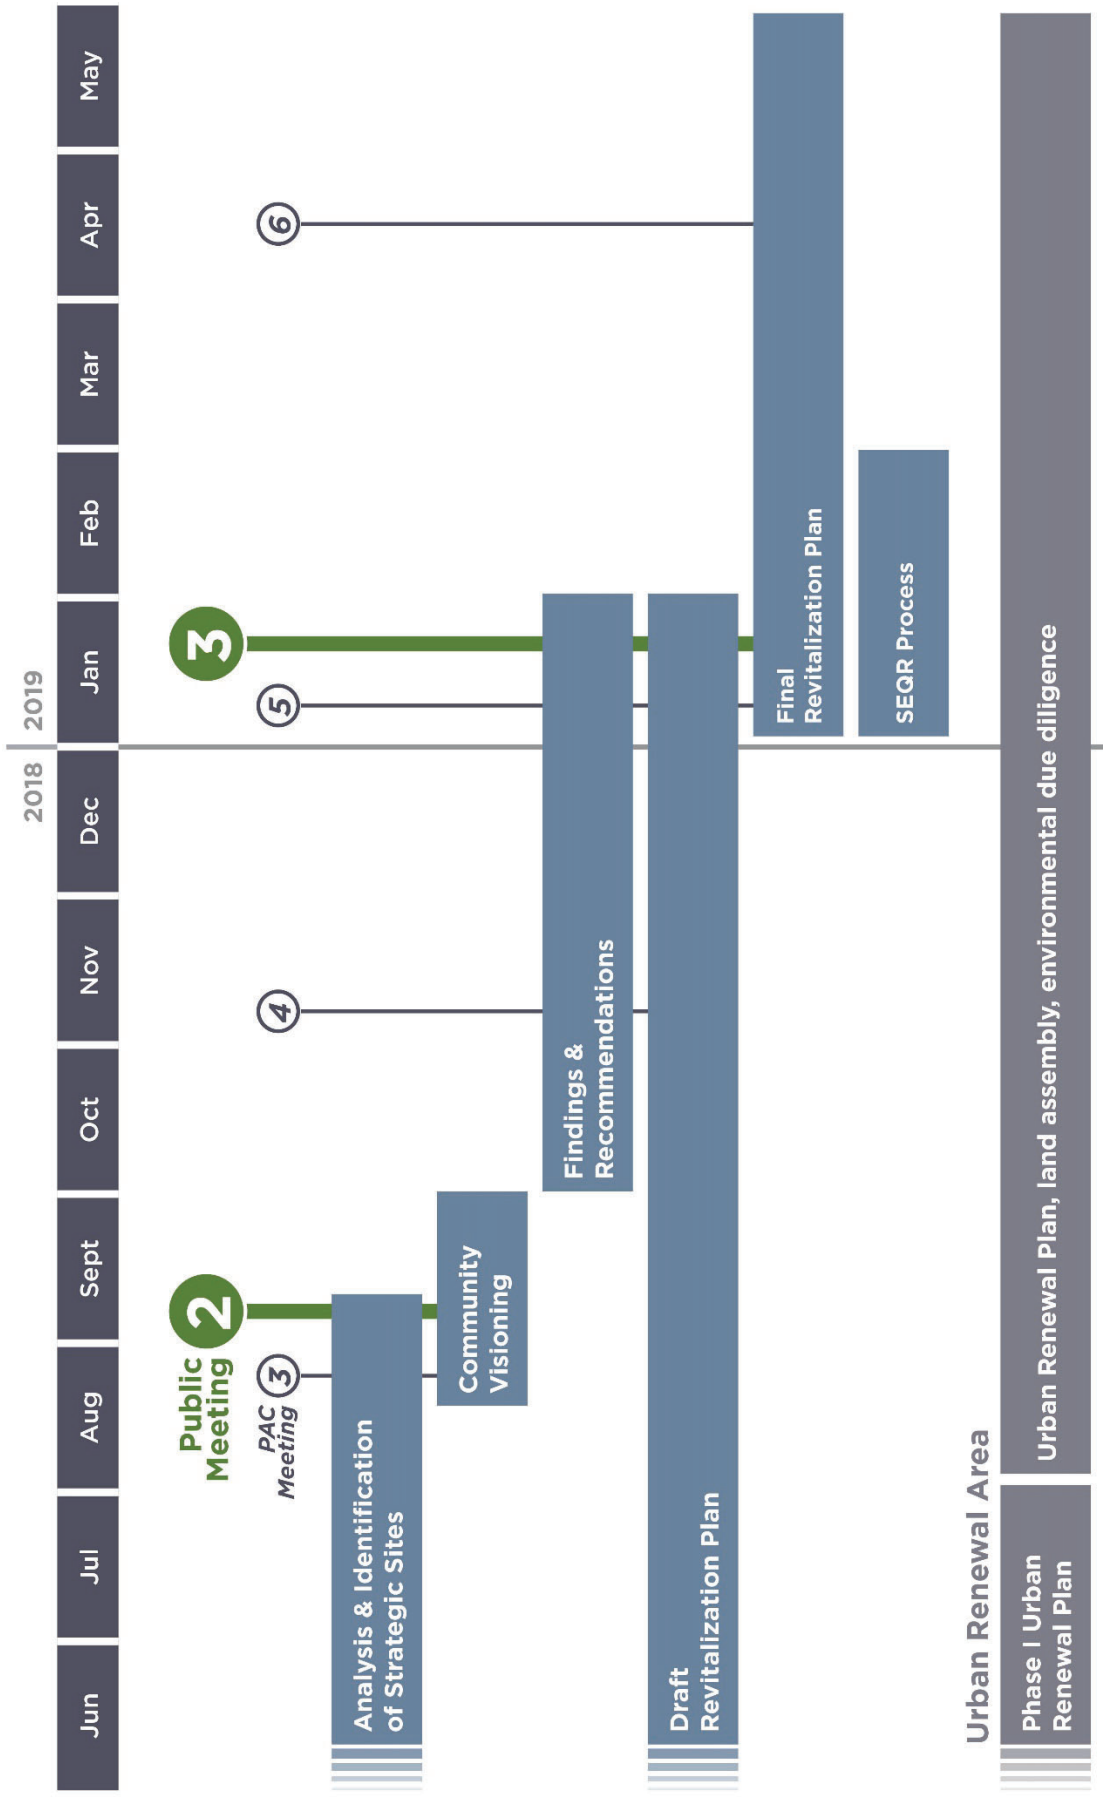 2018
2019
Jun
Jul
Aug
Sept
Oct
Nov
Dec
Jan
Feb
Mar
Apr
May
Public
Meeting
2
3
PAC
Meeting
3
4
5
6
Analysis & Identification
of Strategic Sites
Community
Visioning
Findings &
Recommendations
Draft
Revitalization Plan
Final
Revitalization Plan
SEQR Process
Urban Renewal Area
Phase I Urban
Renewal Plan
Urban Renewal Plan, land assembly, environmental due diligence